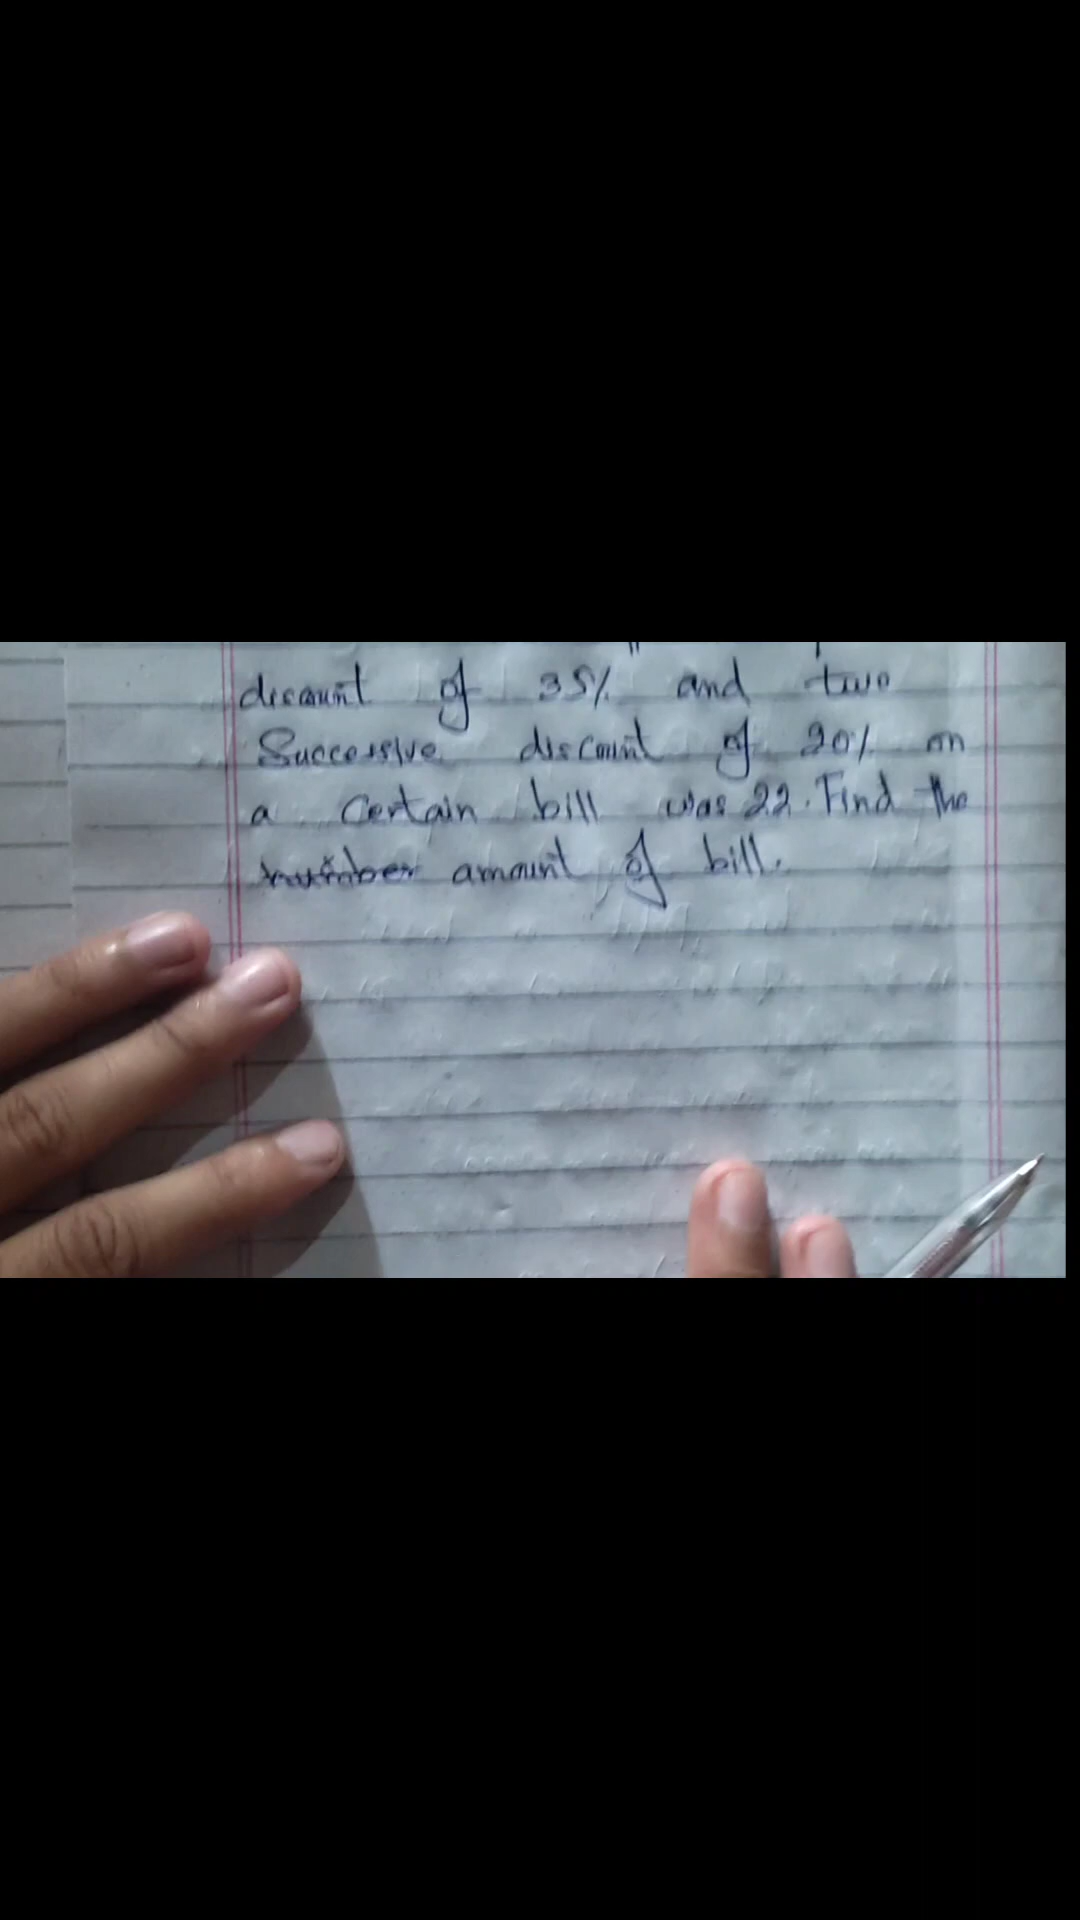 discount of 35% and two
Successive discount of 20% on
a certain bill was 22. Find the
number amount of bill.